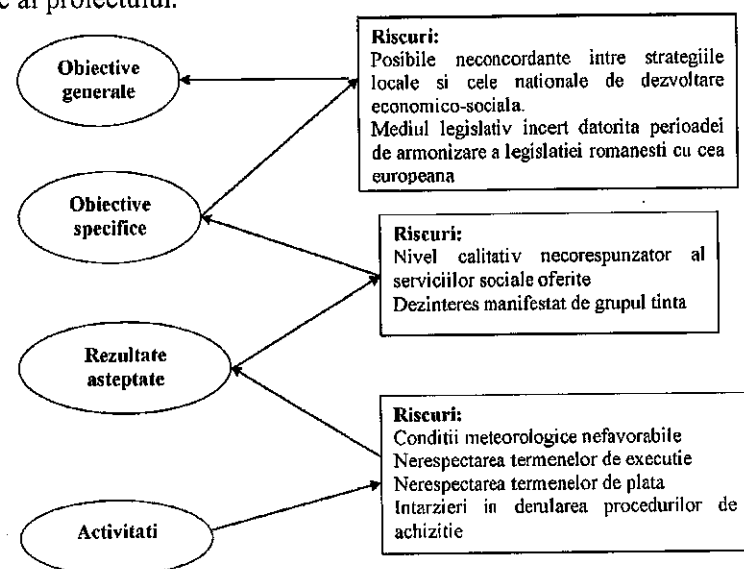 al proiectului.
Obiective
generale
Riscuri:
Posibile neconcordante intre strategiile
locale si cele nationale de dezvoltare
economico-sociala.
Mediul legislativ incert datorita perioadei
de armonizare a legislatiei romanesti cu cea
europeana
Obiective
specifice
Riscuri:
Nivel calitativ necorespunzator al
serviciilor sociale oferite
Dezinteres manifestat de grupul tinta
Rezultate
asteptate
Riscuri:
Conditii meteorologice nefavorabile
Nerespectarea termenelor de executie
Nerespectarea termenelor de plata
Intarzieri in derularea procedurilor de
achizitie
Activitati